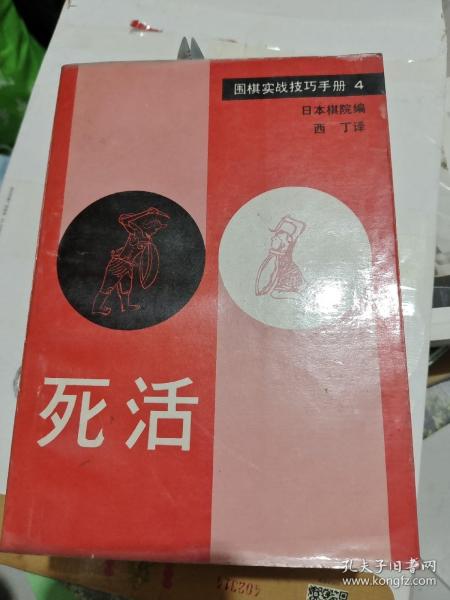 围棋实战技巧手册 4
日本棋院编
西 丁译
死活
402311
孔夫子旧书网
www.kongfz.com